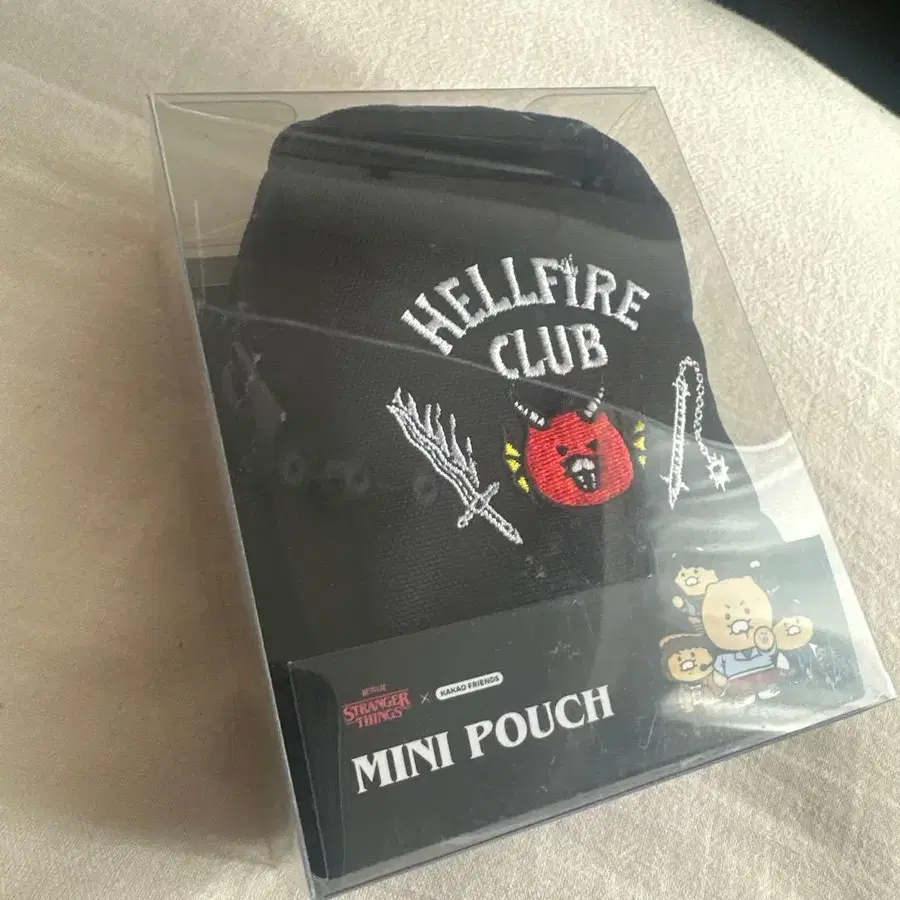 HELLFIRE
CLUB
NETFLIX
STRANGER
THINGS
×
KAKAO FRIENDS
MINI POUCH